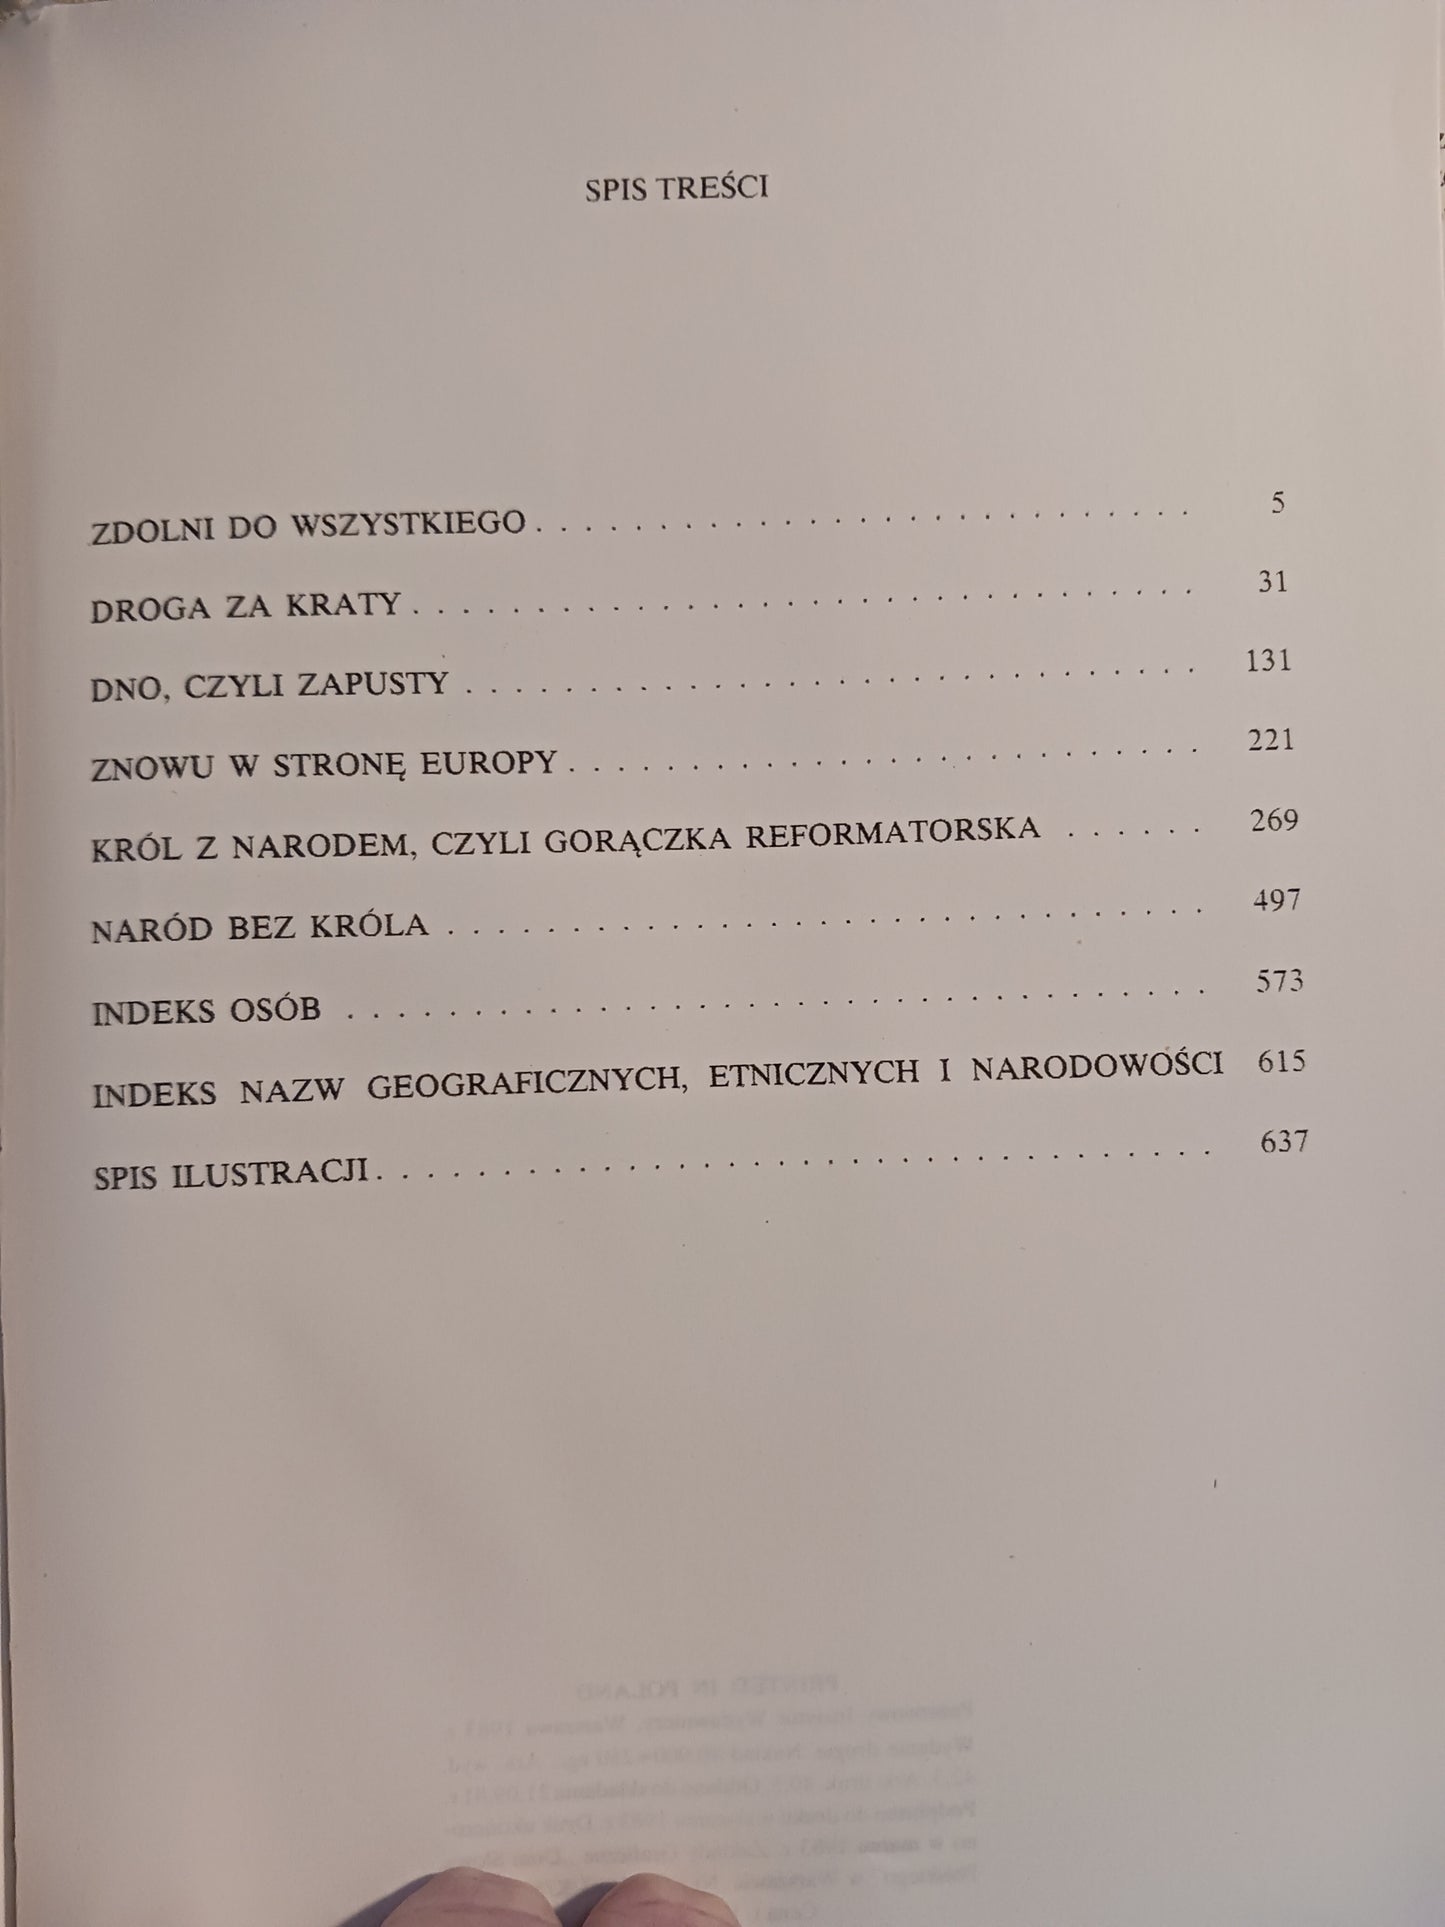 SPIS TREŚCI
ZDOLNI DO WSZYSTKIEGO . . . . . . . . . . . . . . . . . . . . . . . . . . . 5
DROGA ZA KRATY . . . . . . . . . . . . . . . . . . . . . . . . . . . . . . . 31
DNO, CZYLI ZAPUSTY . . . . . . . . . . . . . . . . . . . . . . . . . . . . . 131
ZNOWU W STRONĘ EUROPY . . . . . . . . . . . . . . . . . . . . . . . . . . 221
KRÓL Z NARODEM, CZYLI GORĄCZKA REFORMATORSKA . . . . . . 269
NARÓD BEZ KRÓLA . . . . . . . . . . . . . . . . . . . . . . . . . . . . . . 497
INDEKS OSÓB . . . . . . . . . . . . . . . . . . . . . . . . . . . . . . . . . . 573
INDEKS NAZW GEOGRAFICZNYCH, ETNICZNYCH I NARODOWOŚCI 615
SPIS ILUSTRACJI . . . . . . . . . . . . . . . . . . . . . . . . . . . . . . . . . 637
PRINTED IN POLAND